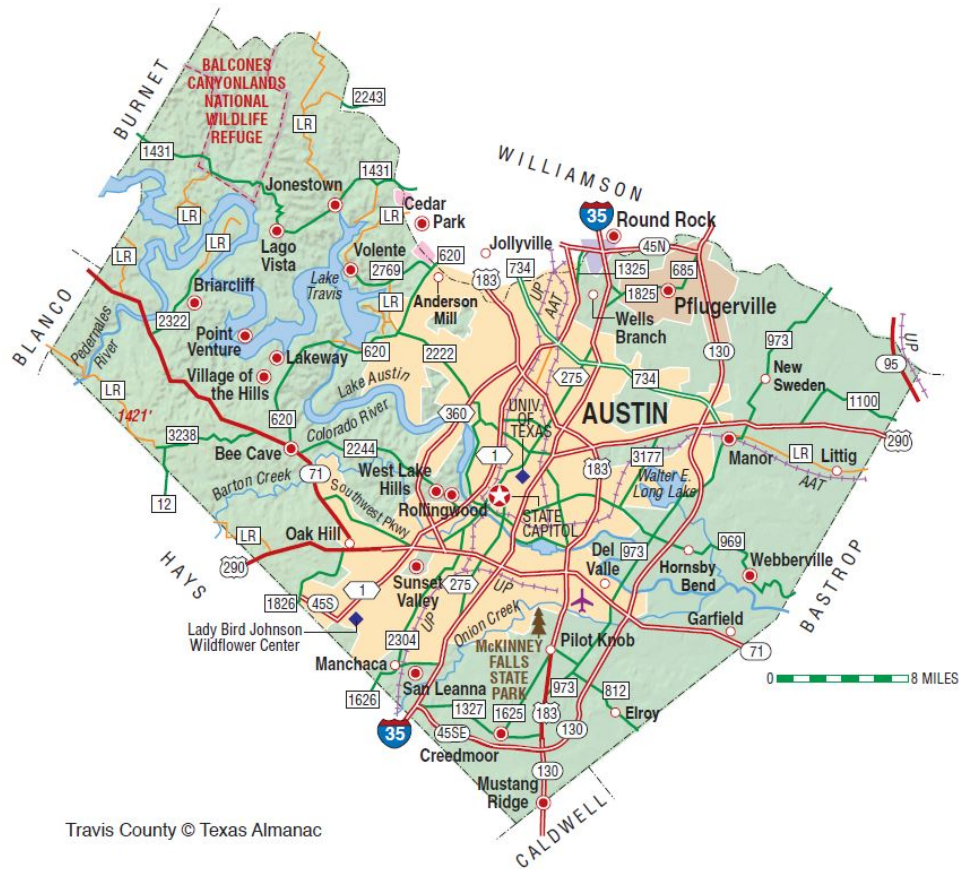 BURNET
BALCONES
CANYONLANDS
NATIONAL
WILDLIFE
REFUGE
2243
LR
1431
Jonestown
1431
WILLIAMSON
LR
Cedar
Park
35
Round Rock
LR
Lago
Vista
LR
Jollyville
45N
LR
Volente
620
734
1325
685
2769
183
UP
AAT
1825
Pflugerville
Briarcliff
Lake
Travis
LR
Anderson
Mill
Wells
Branch
BLANCO
Pedernales
River
2322
Point
Venture
Lakeway
620
2222
130
973
UP
95
Village of
the Hills
Lake Austin
275
734
New
Sweden
LR
1421'
620
Colorado River
360
UNIV.
OF
TEXAS
AUSTIN
1100
3238
Bee Cave
2244
1
3177
290
Manor
LR
Littig
71
Barton Creek
West Lake
Hills
183
Walter E.
Long Lake
AAT
12
Southwest Pkwy
Rollingwood
STATE
CAPITOL
LR
Oak Hill
Del
Valle
973
969
Hornsby
Bend
Webberville
HAYS
290
Sunset
Valley
275
UP
BASTROP
1826
45S
1
Lady Bird Johnson
Wildflower Center
2304
UP
Onion Creek
Garfield
McKINNEY
FALLS
STATE
PARK
Pilot Knob
71
Manchaca
San Leanna
1626
973
812
0
8 MILES
1327
1625
183
Elroy
35
45SE
130
Creedmoor
130
Mustang
Ridge
CALDWELL
Travis County © Texas Almanac